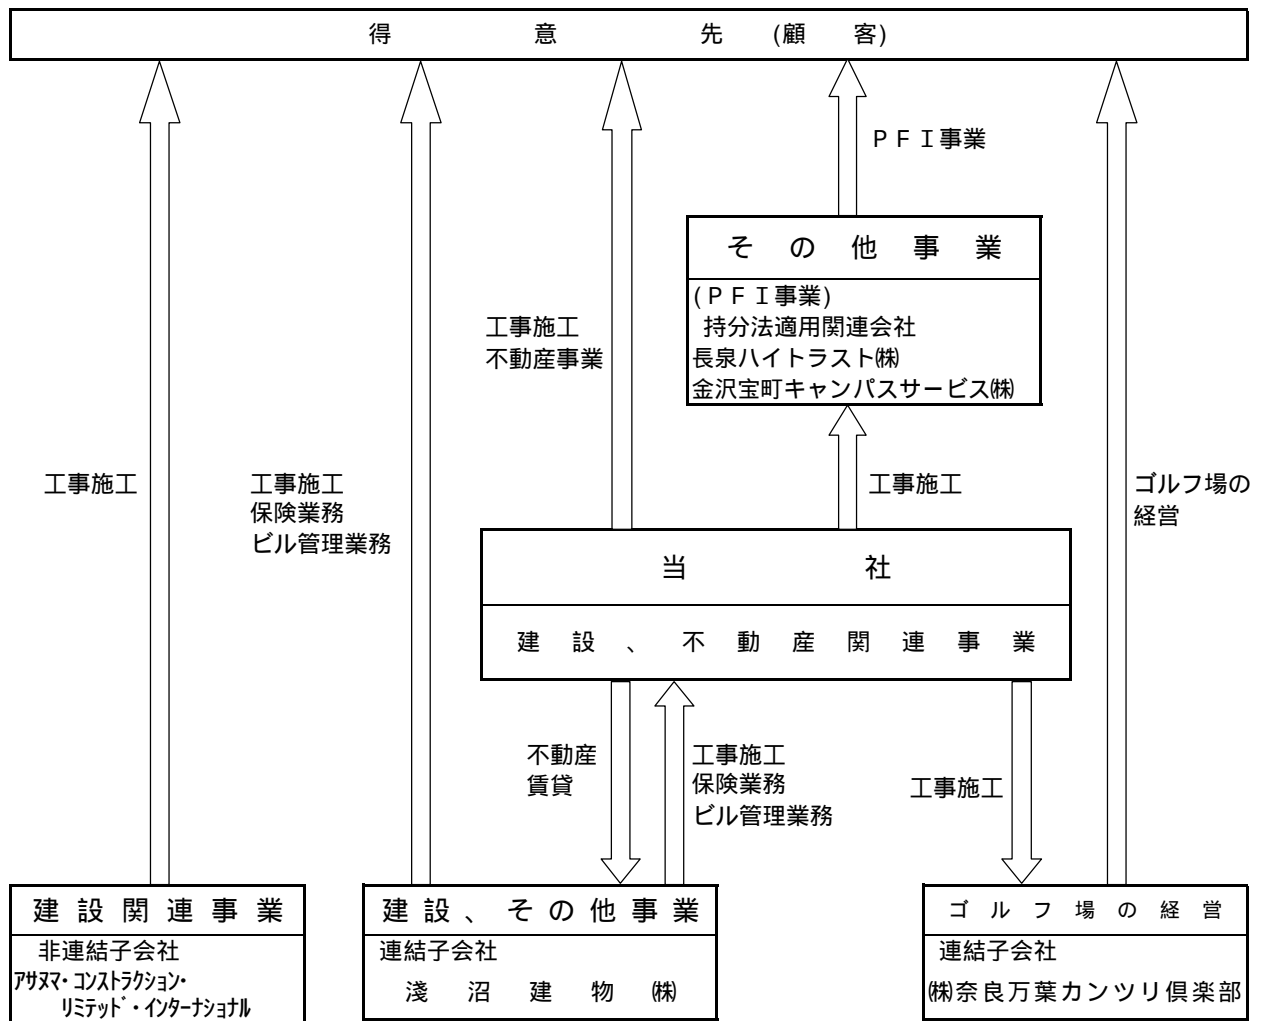 得意先(顧客)
ＰＦＩ事業
その他事業
(ＰＦＩ事業)
持分法適用関連会社
長泉ハイトラスト㈱
金沢宝町キャンパスサービス㈱
工事施工
不動産事業
工事施工
工事施工
保険業務
ビル管理業務
工事施工
ゴルフ場の
経営
当社
建設、不動産関連事業
不動産
賃貸
工事施工
保険業務
ビル管理業務
工事施工
建設関連事業
非連結子会社
ｱｻﾇﾏ・ｺﾝｽﾄﾗｸｼｮﾝ・
ﾘﾐﾃｯﾄﾞ・ｲﾝﾀｰﾅｼｮﾅﾙ
建設、その他事業
連結子会社
淺沼建物㈱
ゴルフ場の経営
連結子会社
㈱奈良万葉カンツリ倶楽部